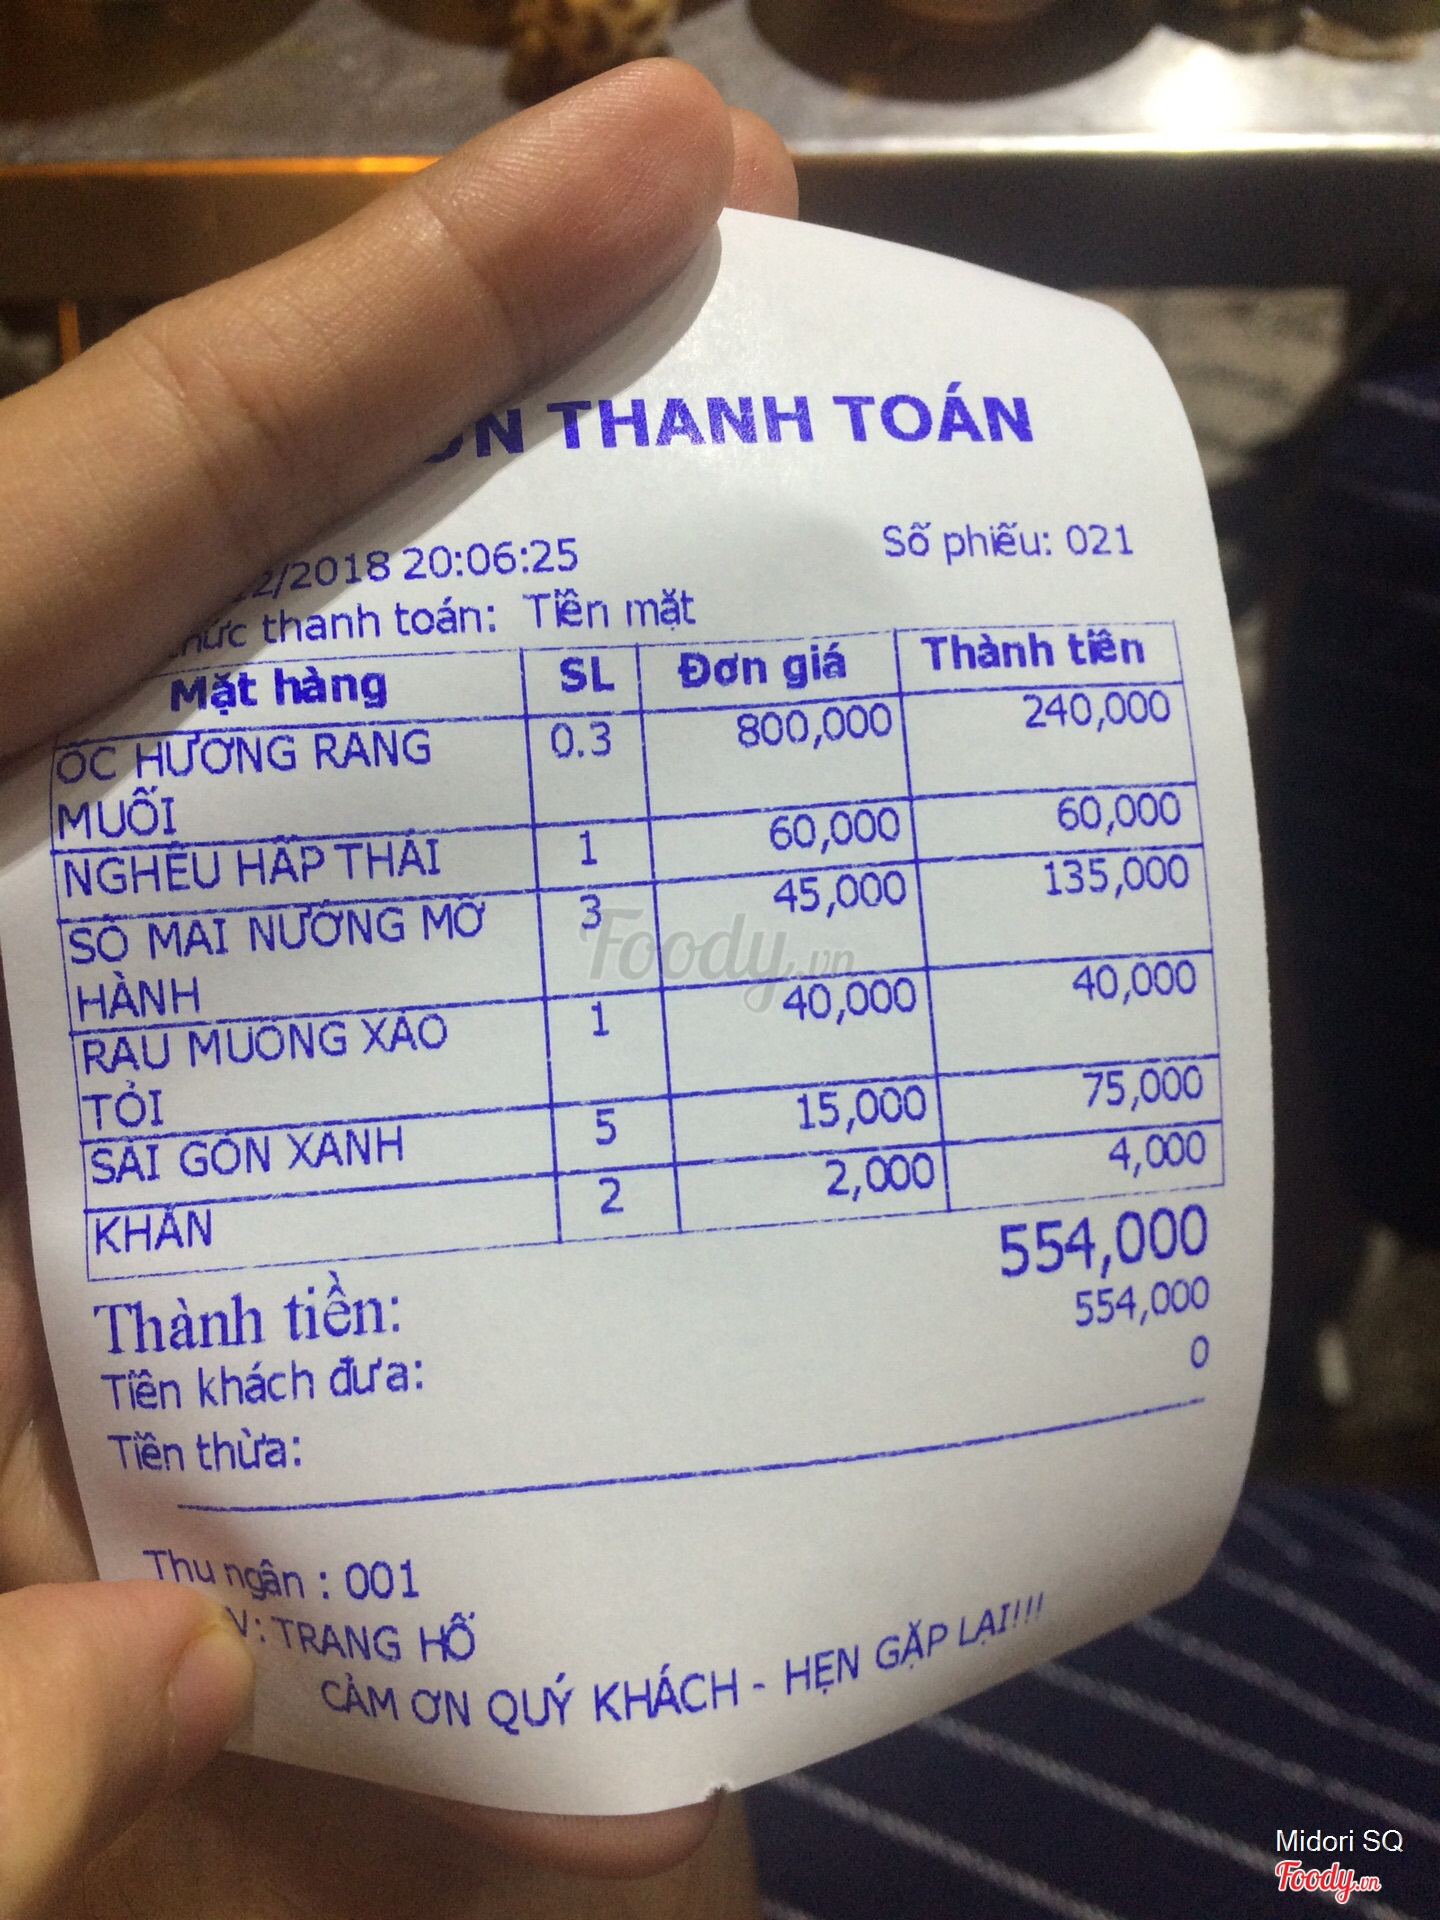 THANH TOÁN
2/2018 20:06:25
Số phiếu: 021
thanh toán: Tiền mặt
Mặt hàng SL Đơn giá Thành tiền
ỐC HƯƠNG RANG MUỐI 0.3 800,000 240,000
NGHÊU HẤP THÁI 1 60,000 60,000
SÒ MAI NƯỚNG MỠ HÀNH 3 45,000 135,000
RAU MUỐNG XÀO TỎI 1 40,000 40,000
SÀI GÒN XANH 5 15,000 75,000
KHĂN 2 2,000 4,000
Thành tiền: 554,000
Tiền khách đưa: 554,000
Tiền thừa: 0
Thu ngân : 001
V: TRANG HỐ
CẢM ƠN QUÝ KHÁCH - HẸN GẶP LẠI!!!
Foody.vn
Midori SQ
Foody.vn